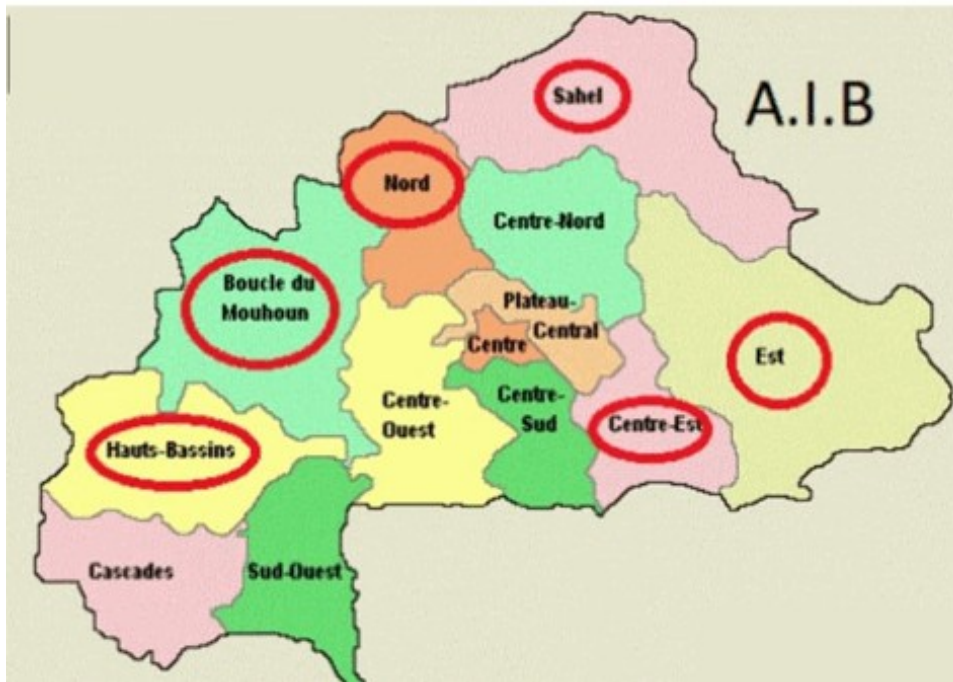 Sahel
A.I.B
Nord
Centre-Nord
Boucle du
Mouhoun
Plateau-
Central
Centre
Est
Centre-
Ouest
Centre-
Sud
Centre-Est
Hauts-Bassins
Cascades
Sud-Ouest